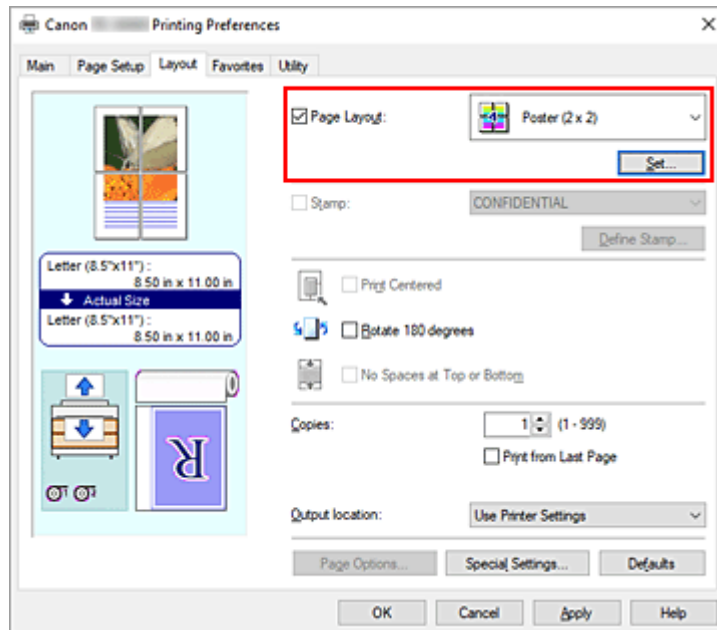 Canon Printing Preferences
Main Page Setup Layout Favorites Utility
Page Layout: Poster (2 x 2)
Set...
Stamp: CONFIDENTIAL
Define Stamp...
Letter (8.5"x11") :
8.50 in x 11.00 in
Actual Size
Letter (8.5"x11") :
8.50 in x 11.00 in
Print Centered
Rotate 180 degrees
No Spaces at Top or Bottom
R
Copies: 1 (1 - 999)
Print from Last Page
Output location: Use Printer Settings
Page Options... Special Settings... Defaults
OK Cancel Apply Help